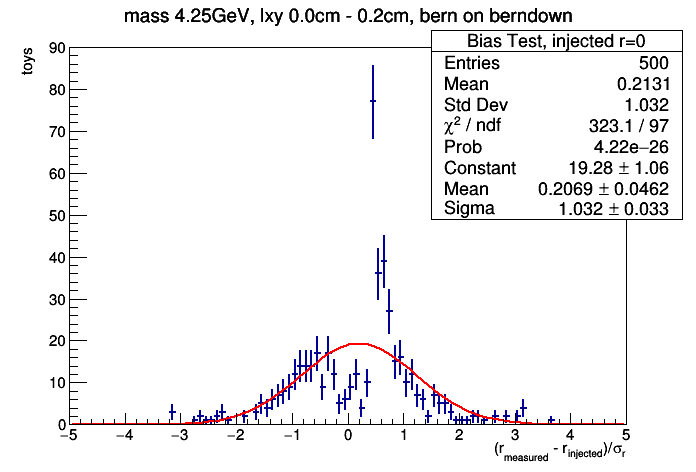 mass 4.25GeV, lxy 0.0cm - 0.2cm, bern on berndown
Bias Test, injected r=0
Entries 500
Mean 0.2131
Std Dev 1.032
χ² / ndf 323.1 / 97
Prob 4.22e−26
Constant 19.28 ± 1.06
Mean 0.2069 ± 0.0462
Sigma 1.032 ± 0.033
toys
90
80
70
60
50
40
30
20
10
0
−5 −4 −3 −2 −1 0 1 2 3 4 5
(r_measured - r_injected)/σ_r